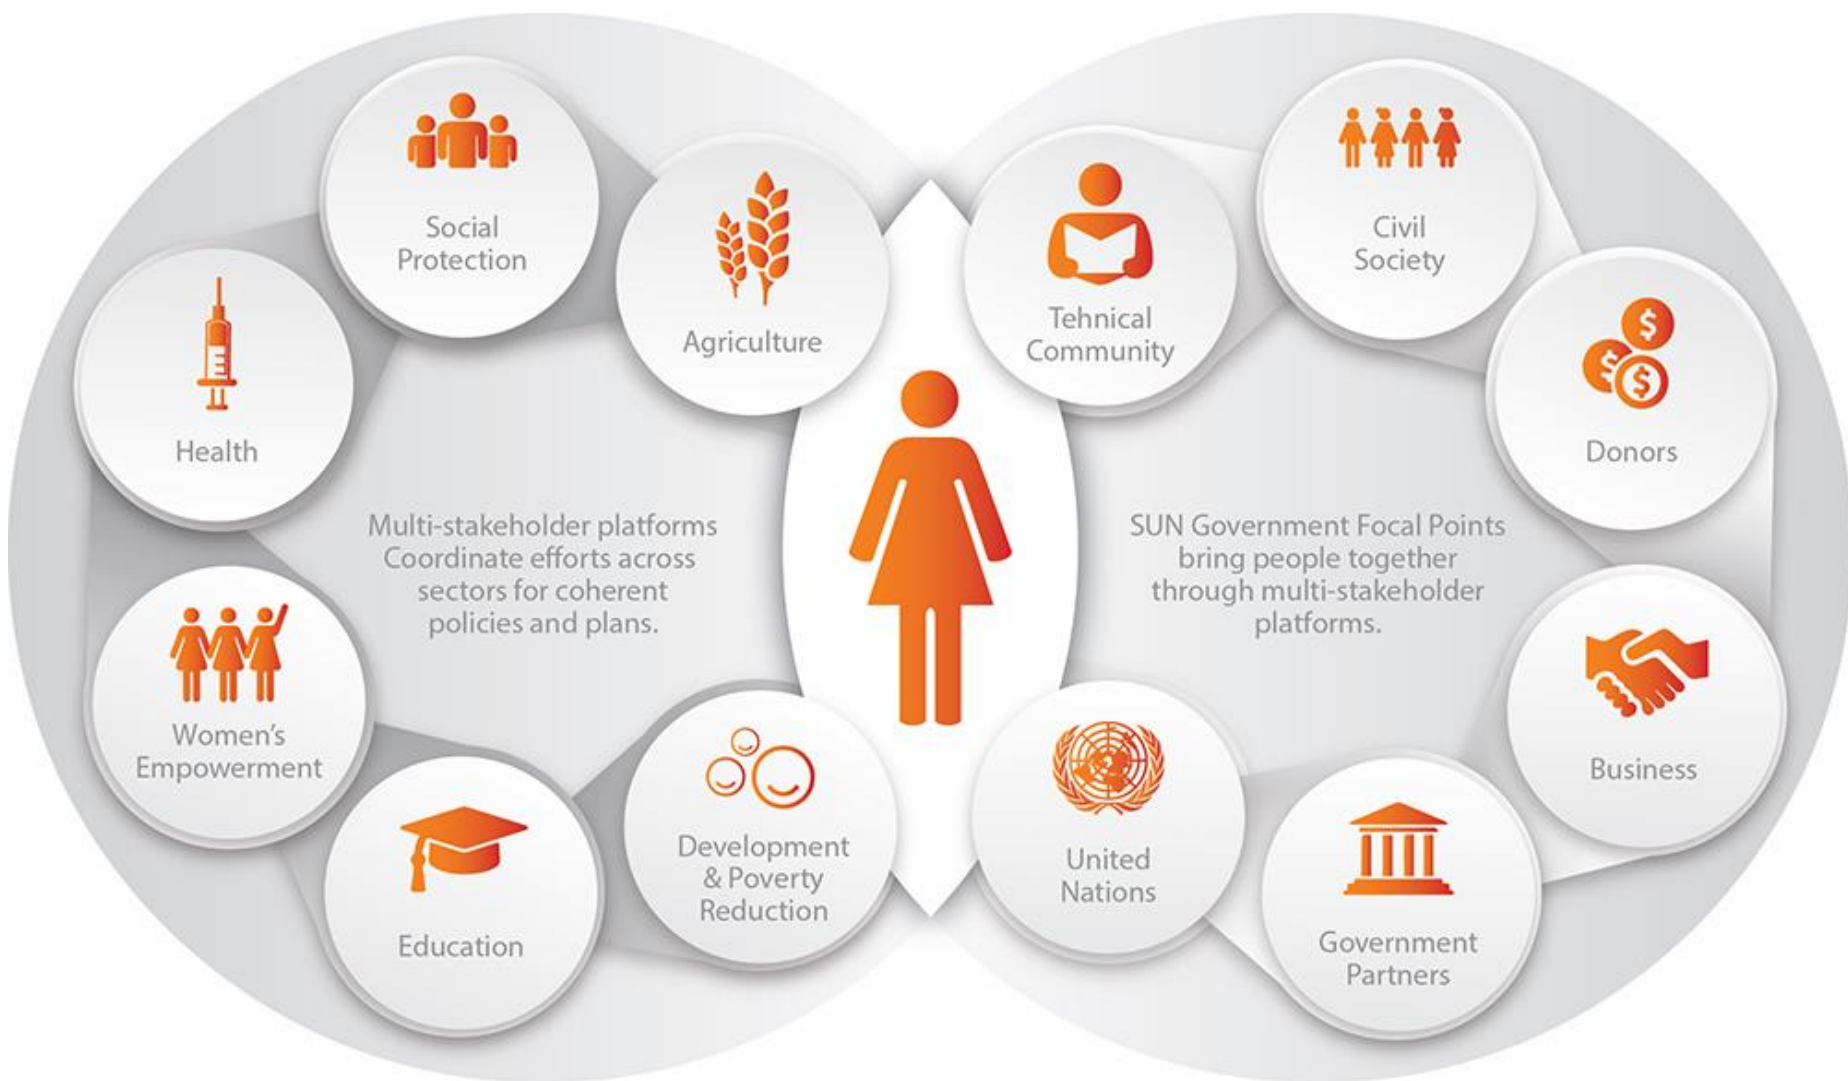 Social
Protection
Agriculture
Health
Women's
Empowerment
Education
Development
& Poverty
Reduction
Multi-stakeholder platforms
Coordinate efforts across
sectors for coherent
policies and plans.
Tehnical
Community
Civil
Society
$
$
$
Donors
Business
Government
Partners
United
Nations
SUN Government Focal Points
bring people together
through multi-stakeholder
platforms.